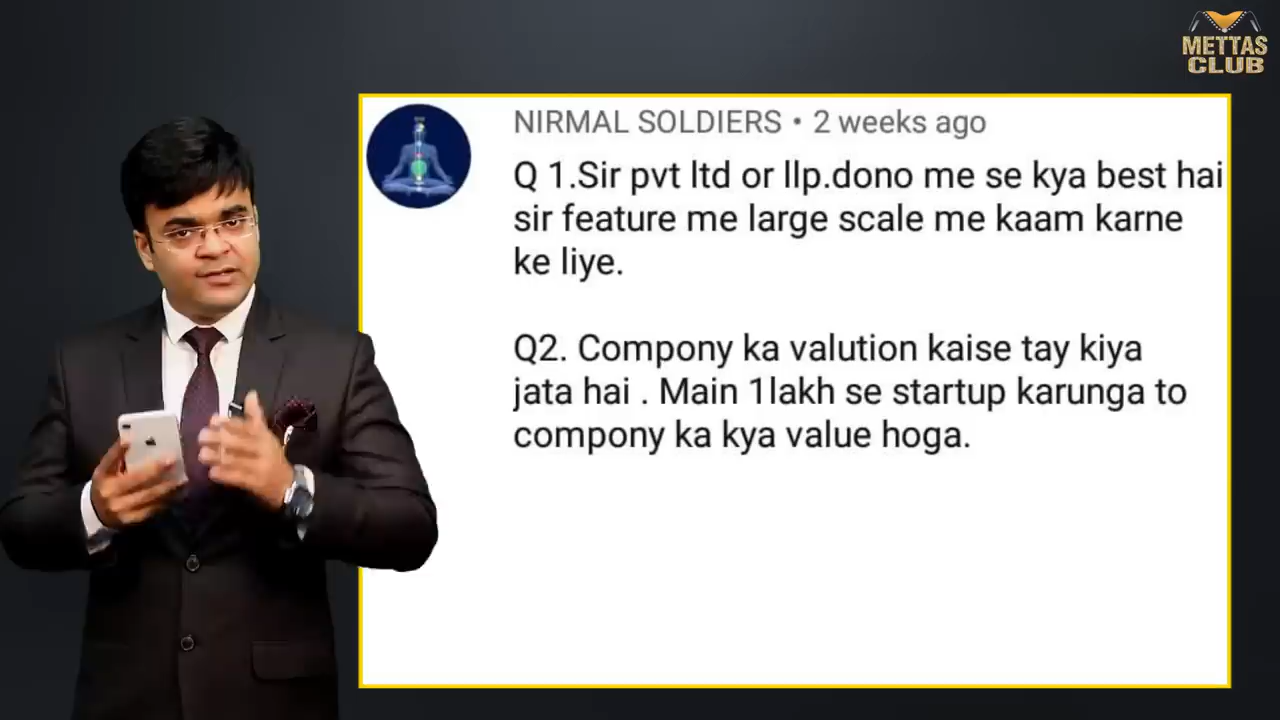 METTAS
CLUB
NIRMAL SOLDIERS • 2 weeks ago
Q 1.Sir pvt ltd or llp.dono me se kya best hai
sir feature me large scale me kaam karne
ke liye.
Q2. Compony ka valution kaise tay kiya
jata hai . Main 1lakh se startup karunga to
compony ka kya value hoga.